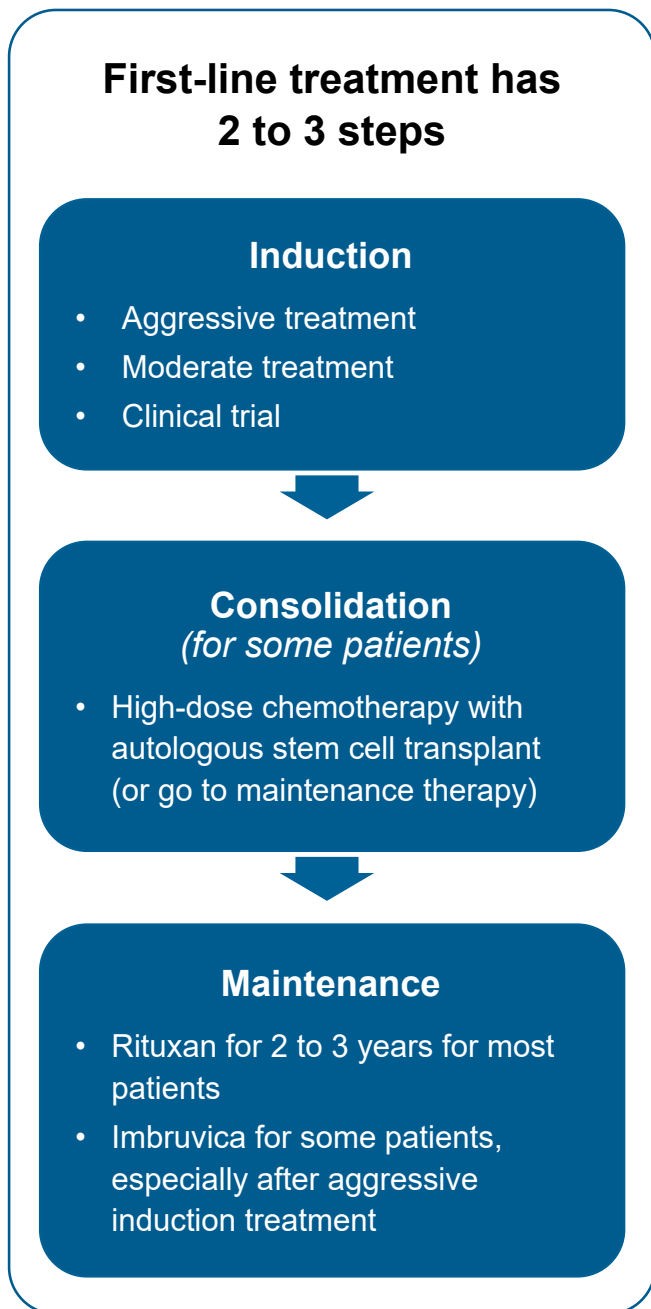 First-line treatment has
2 to 3 steps
Induction
• Aggressive treatment
• Moderate treatment
• Clinical trial
Consolidation
(for some patients)
• High-dose chemotherapy with
autologous stem cell transplant
(or go to maintenance therapy)
Maintenance
• Rituxan for 2 to 3 years for most
patients
• Imbruvica for some patients,
especially after aggressive
induction treatment